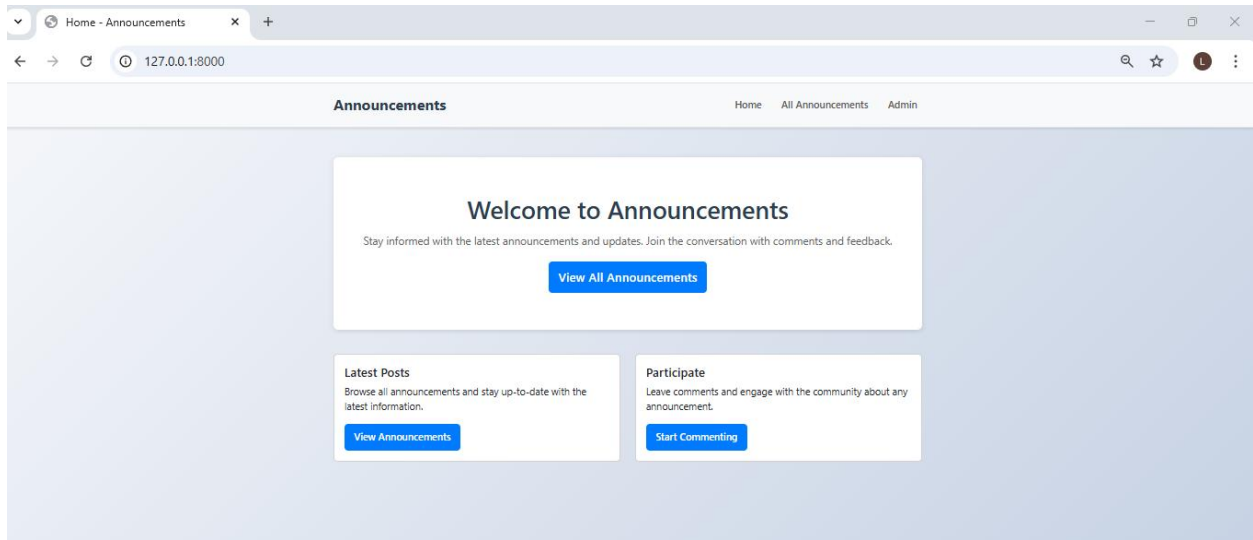 Home - Announcements
127.0.0.1:8000
L
Announcements
Home All Announcements Admin
Welcome to Announcements
Stay informed with the latest announcements and updates. Join the conversation with comments and feedback.
View All Announcements
Latest Posts
Browse all announcements and stay up-to-date with the
latest information.
View Announcements
Participate
Leave comments and engage with the community about any
announcement.
Start Commenting